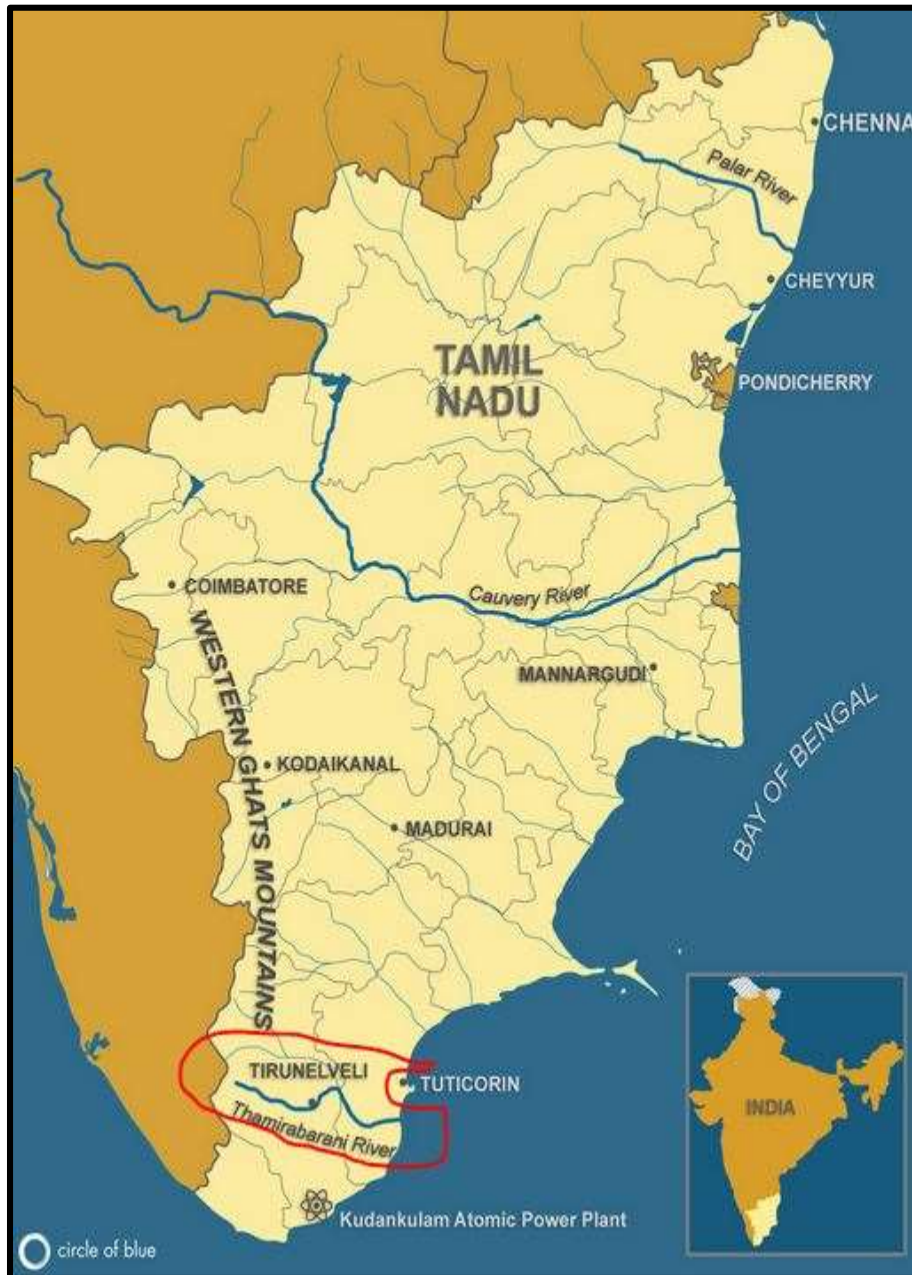 CHENNA
Palar River
CHEYYUR
TAMIL
NADU
PONDICHERRY
COIMBATORE
Cauvery River
WESTERN GHATS MOUNTAINS
MANNARGUDI
KODAIKANAL
MADURAI
BAY OF BENGAL
TIRUNELVELI
TUTICORIN
Thamirabarani River
INDIA
Kudankulam Atomic Power Plant
circle of blue